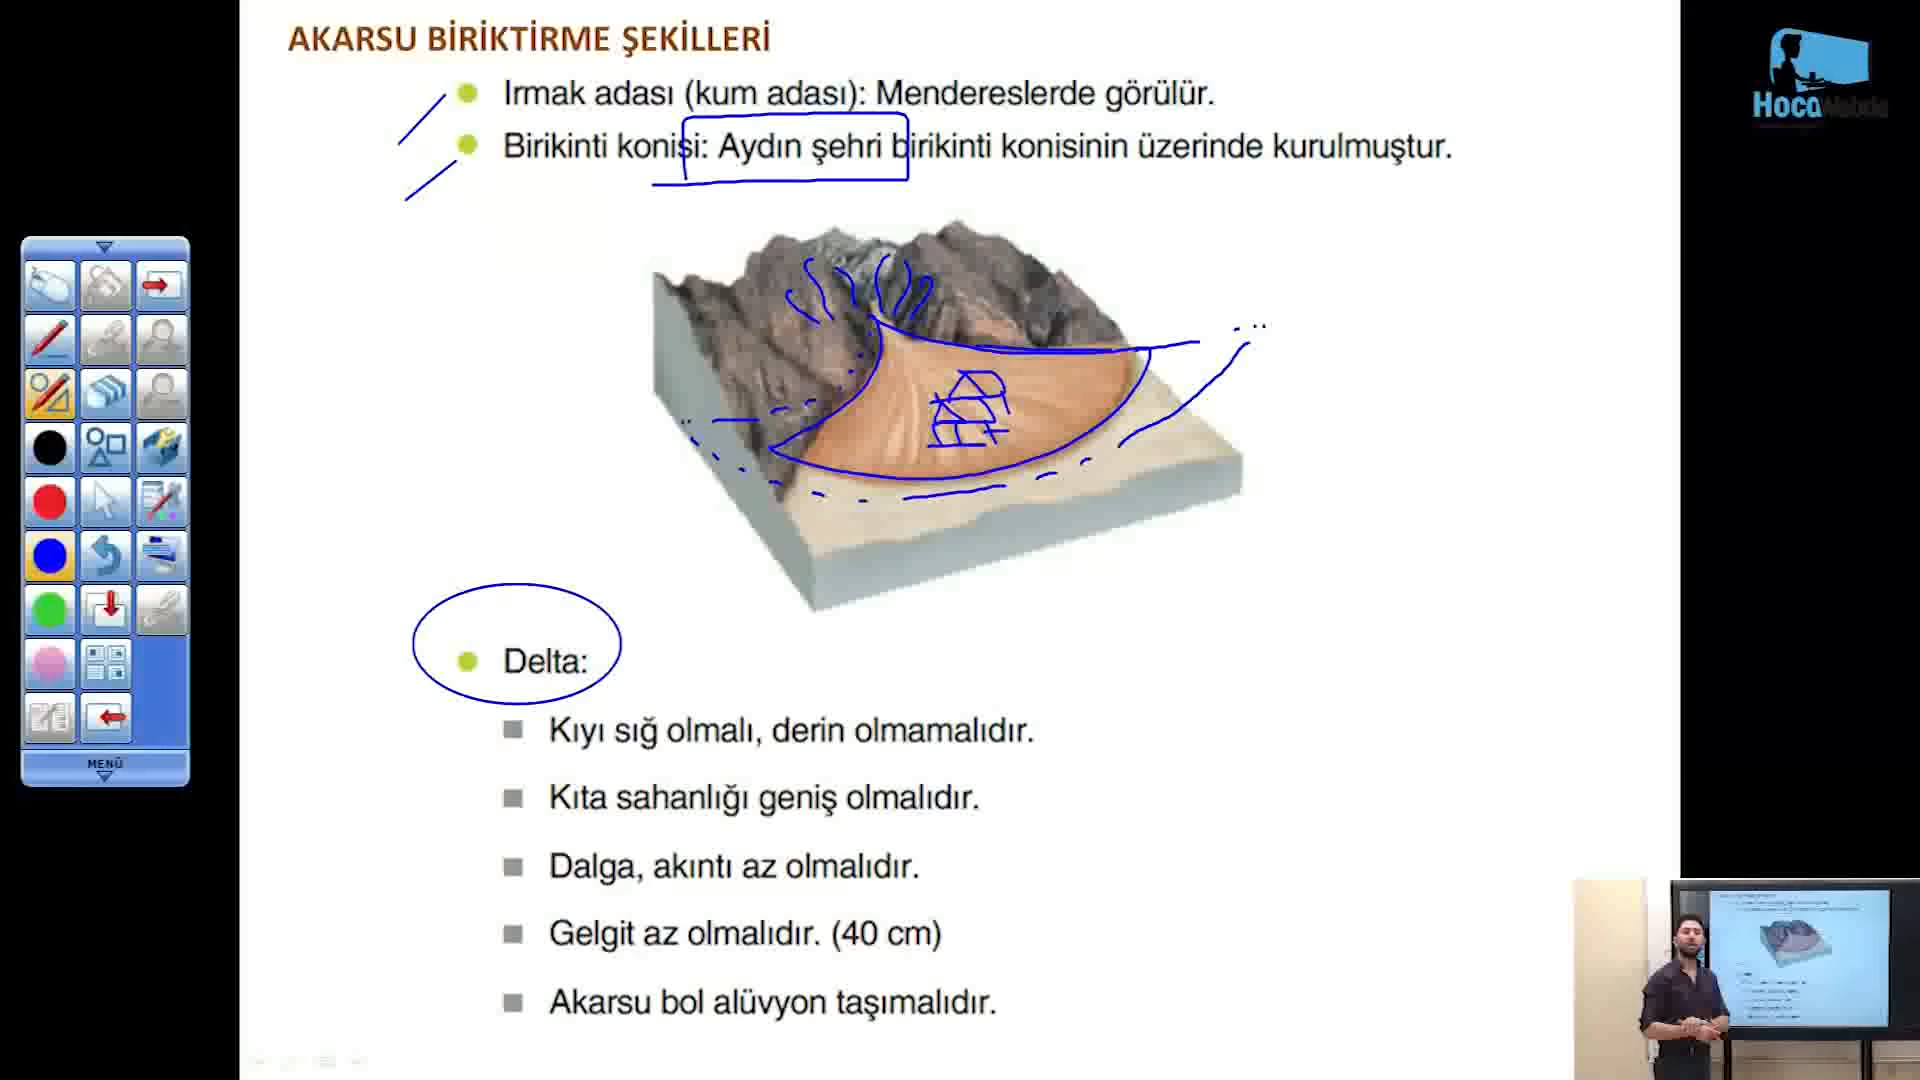 AKARSU BİRİKTİRME ŞEKİLLERİ
Irmak adası (kum adası): Mendereslerde görülür.
Birikinti konisi: Aydın şehri birikinti konisinin üzerinde kurulmuştur.
Delta:
Kıyı sığ olmalı, derin olmamalıdır.
Kıta sahanlığı geniş olmalıdır.
Dalga, akıntı az olmalıdır.
Gelgit az olmalıdır. (40 cm)
Akarsu bol alüvyon taşımalıdır.
MENÜ
Hoca